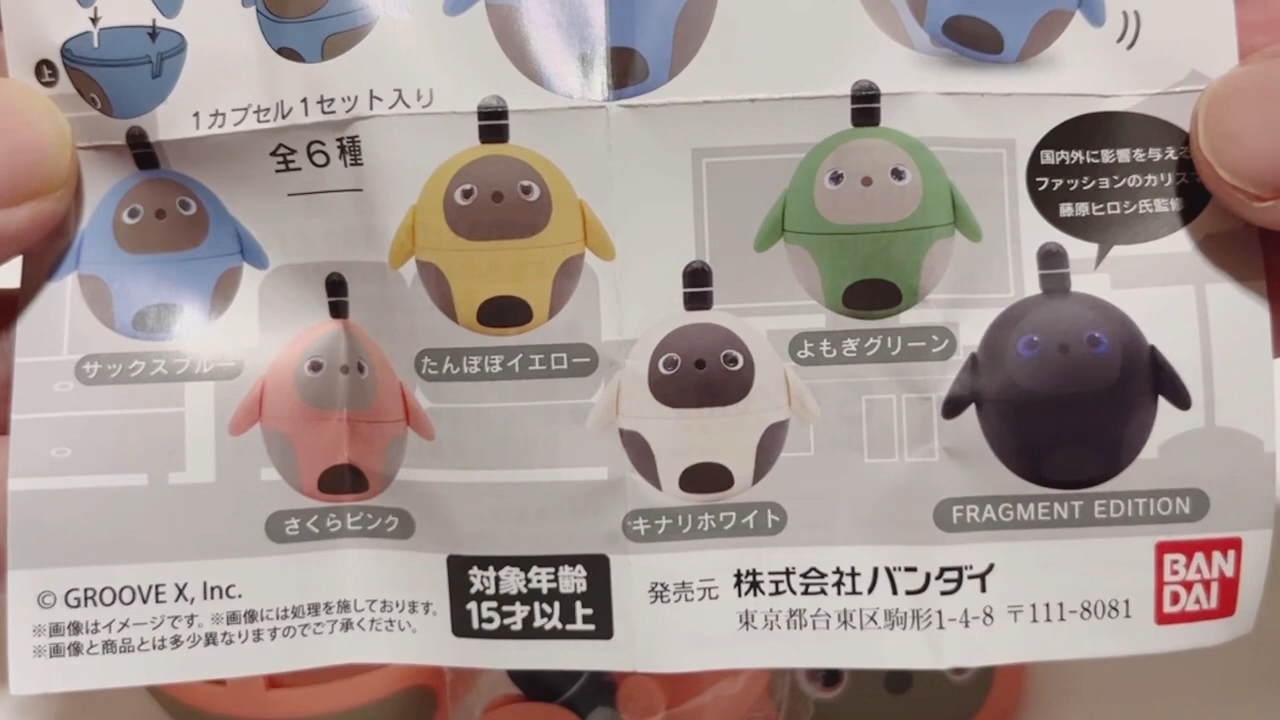 上
1カプセル1セット入り
全6種
国内外に影響を与える
ファッションのカリスマ
藤原ヒロシ氏監修
サックスブルー
たんぽぽイエロー
よもぎグリーン
さくらピンク
キナリホワイト
FRAGMENT EDITION
© GROOVE X, Inc.
※画像はイメージです。※画像には処理を施しております。
※画像と商品とは多少異なりますのでご了承ください。
対象年齢
15才以上
発売元 株式会社バンダイ
東京都台東区駒形1-4-8 〒111-8081
BAN
DAI